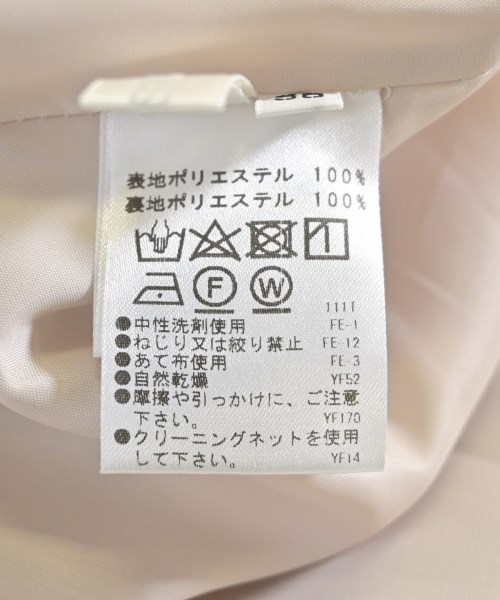 表地ポリエステル 100%
裏地ポリエステル 100%
F W
111T
●中性洗剤使用 FE-1
●ねじり又は絞り禁止 FE-12
●あて布使用 FE-3
●自然乾燥 YF52
●摩擦や引っかけに、ご注意
下さい。 YF170
●クリーニングネットを使用
して下さい。 YF14